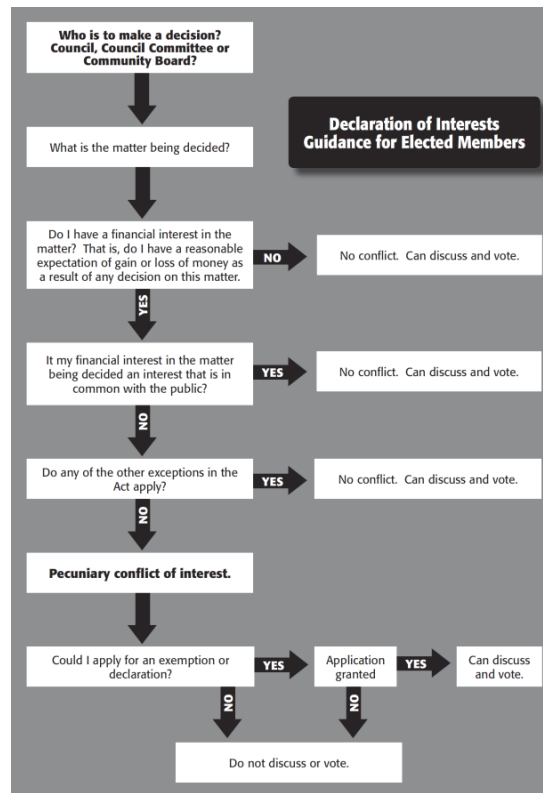 Who is to make a decision?
Council, Council Committee or
Community Board?
Declaration of Interests
Guidance for Elected Members
What is the matter being decided?
Do I have a financial interest in the
matter? That is, do I have a reasonable
expectation of gain or loss of money as
a result of any decision on this matter.
NO
No conflict. Can discuss and vote.
YES
It my financial interest in the matter
being decided an interest that is in
common with the public?
YES
No conflict. Can discuss and vote.
NO
Do any of the other exceptions in the
Act apply?
YES
No conflict. Can discuss and vote.
NO
Pecuniary conflict of interest.
Could I apply for an exemption or
declaration?
YES
Application
granted
YES
Can discuss
and vote.
NO
NO
Do not discuss or vote.